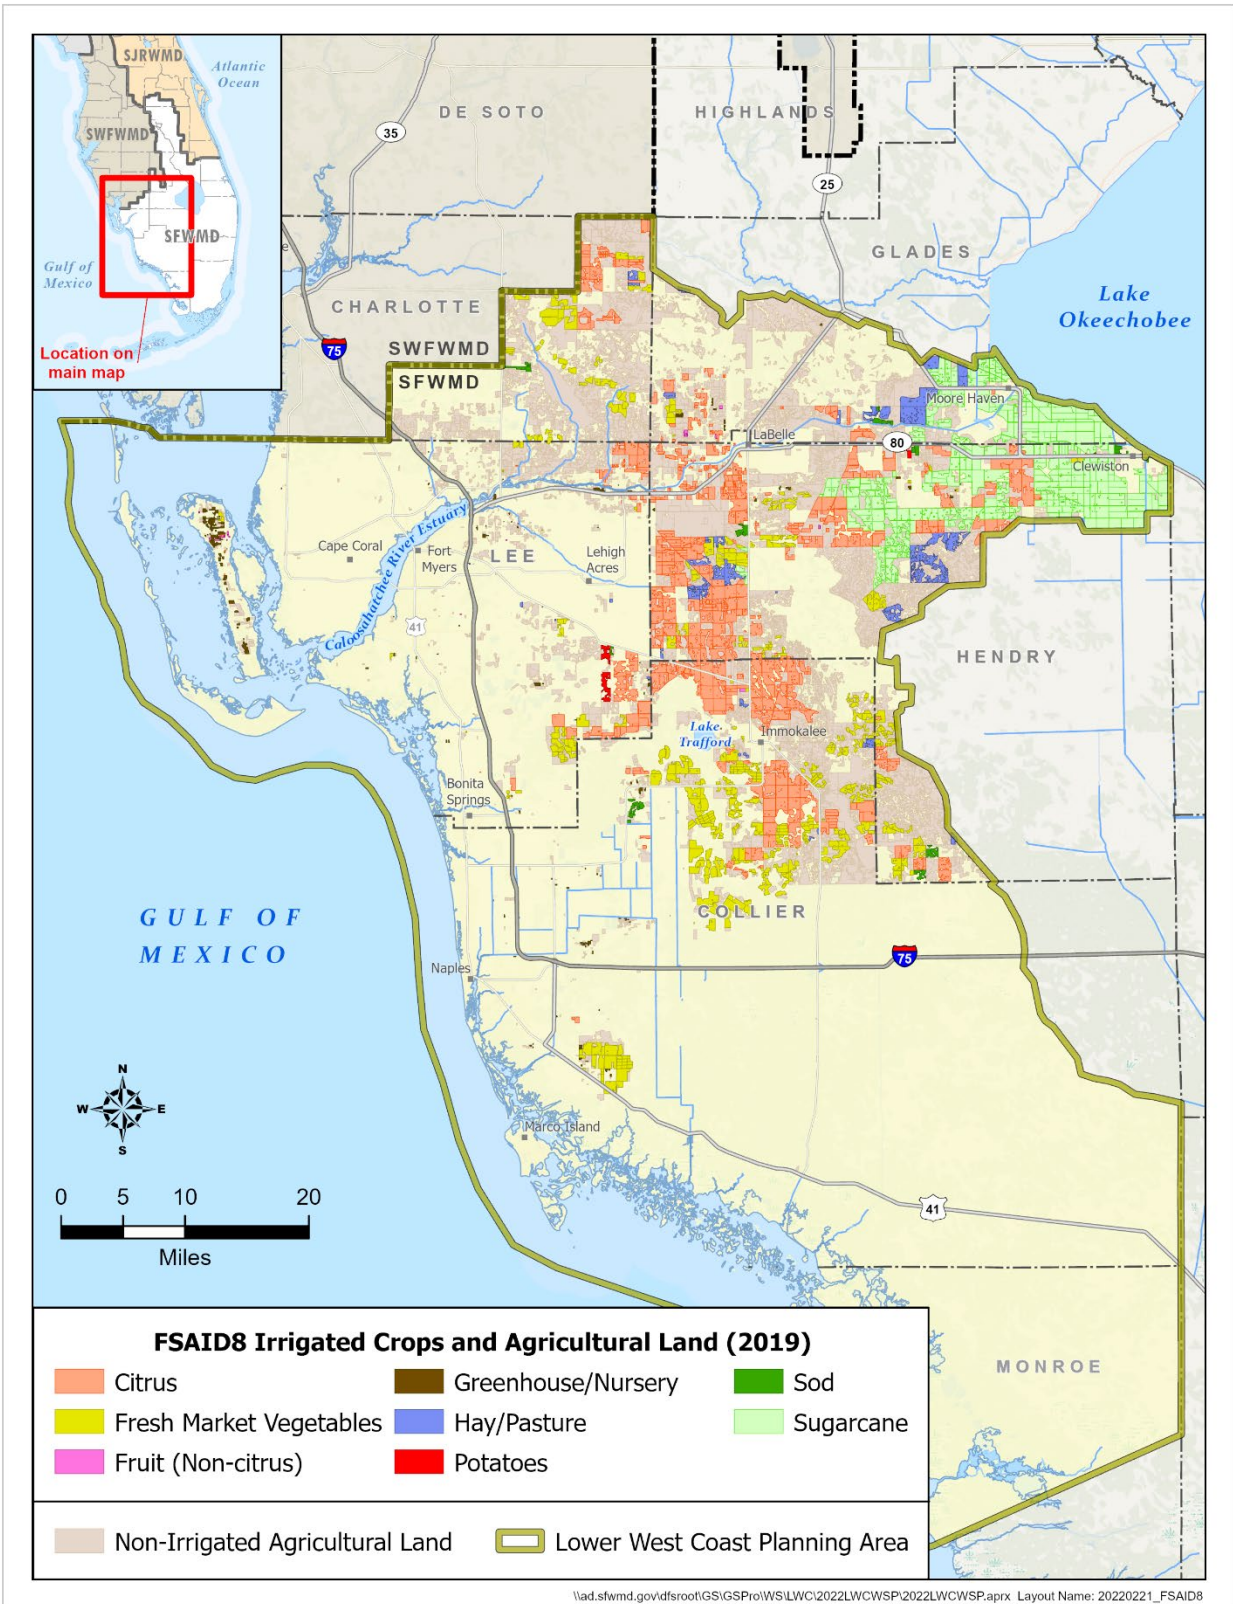 SJRWMD
Atlantic
Ocean
SWFWMD
SFWMD
Gulf of
Mexico
Location on
main map
DE SOTO
HIGHLANDS
35
25
GLADES
Lake
Okeechobee
CHARLOTTE
75
SWFWMD
SFWMD
Moore Haven
LaBelle
80
Clewiston
Caloosahatchee River Estuary
Cape Coral
Fort
Myers
LEE
Lehigh
Acres
41
HENDRY
Lake
Trafford
Immokalee
Bonita
Springs
GULF OF
MEXICO
COLLIER
75
Naples
N
W E
S
Marco Island
0 5 10 20
Miles
41
MONROE
FSAID8 Irrigated Crops and Agricultural Land (2019)
Citrus
Greenhouse/Nursery
Sod
Fresh Market Vegetables
Hay/Pasture
Sugarcane
Fruit (Non-citrus)
Potatoes
Non-Irrigated Agricultural Land
Lower West Coast Planning Area
\\ad.sfwmd.gov\dfsroot\GS\GSPro\WS\LWC\2022LWCWSP\2022LWCWSP.aprx Layout Name: 20220221_FSAID8